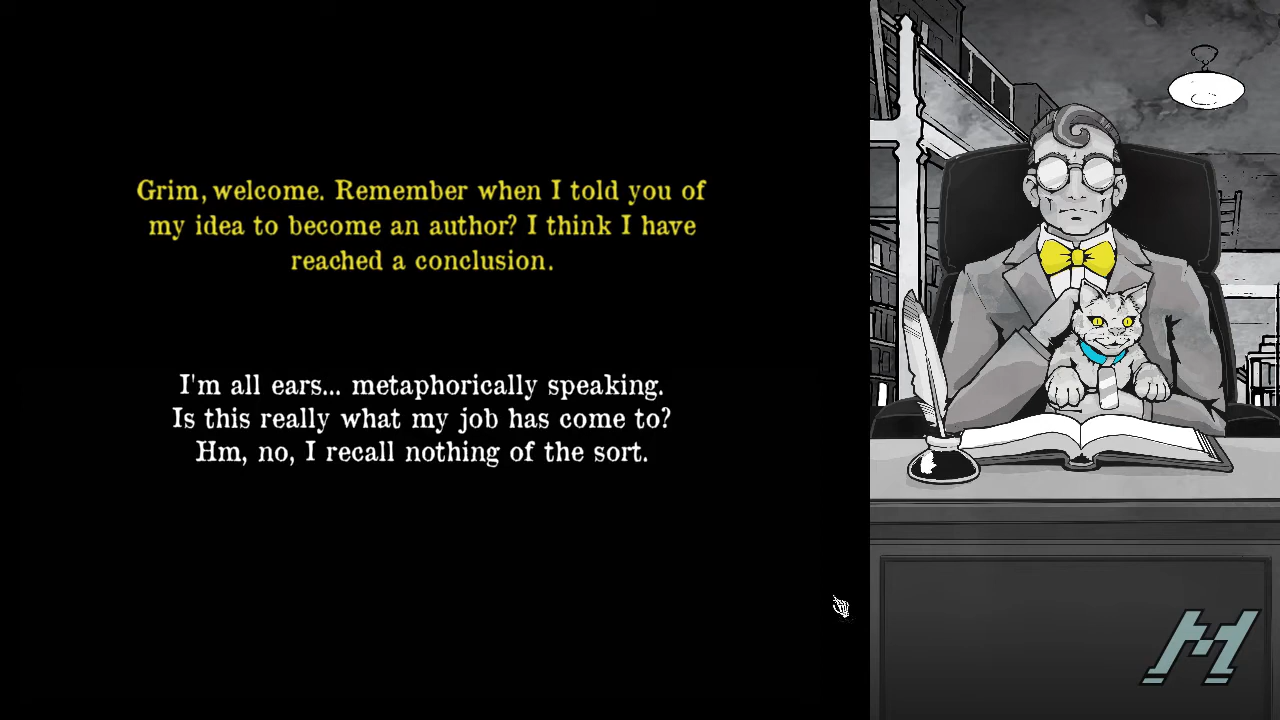 Grim, welcome. Remember when I told you of
my idea to become an author? I think I have
reached a conclusion.
I'm all ears... metaphorically speaking.
Is this really what my job has come to?
Hm, no, I recall nothing of the sort.